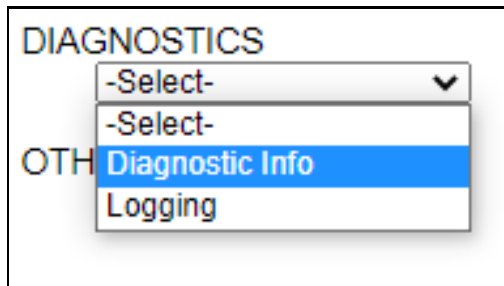 DIAGNOSTICS
-Select-
-Select-
OTH Diagnostic Info
Logging